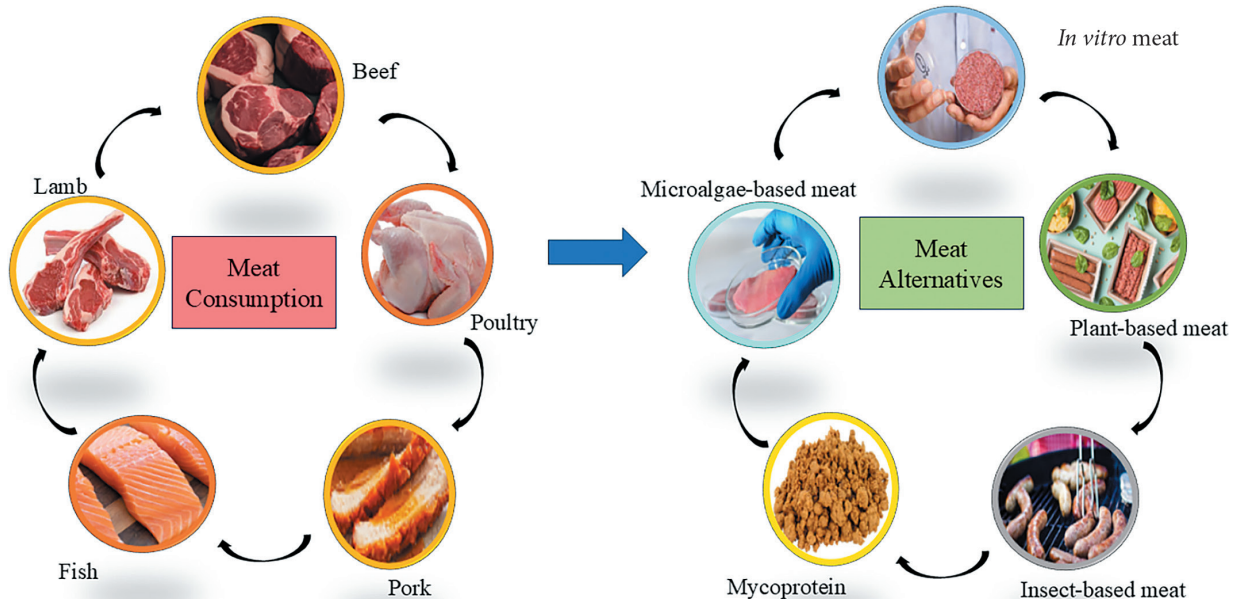 Beef
Lamb
Meat
Consumption
Poultry
Fish
Pork
In vitro meat
Microalgae-based meat
Meat
Alternatives
Plant-based meat
Mycoprotein
Insect-based meat